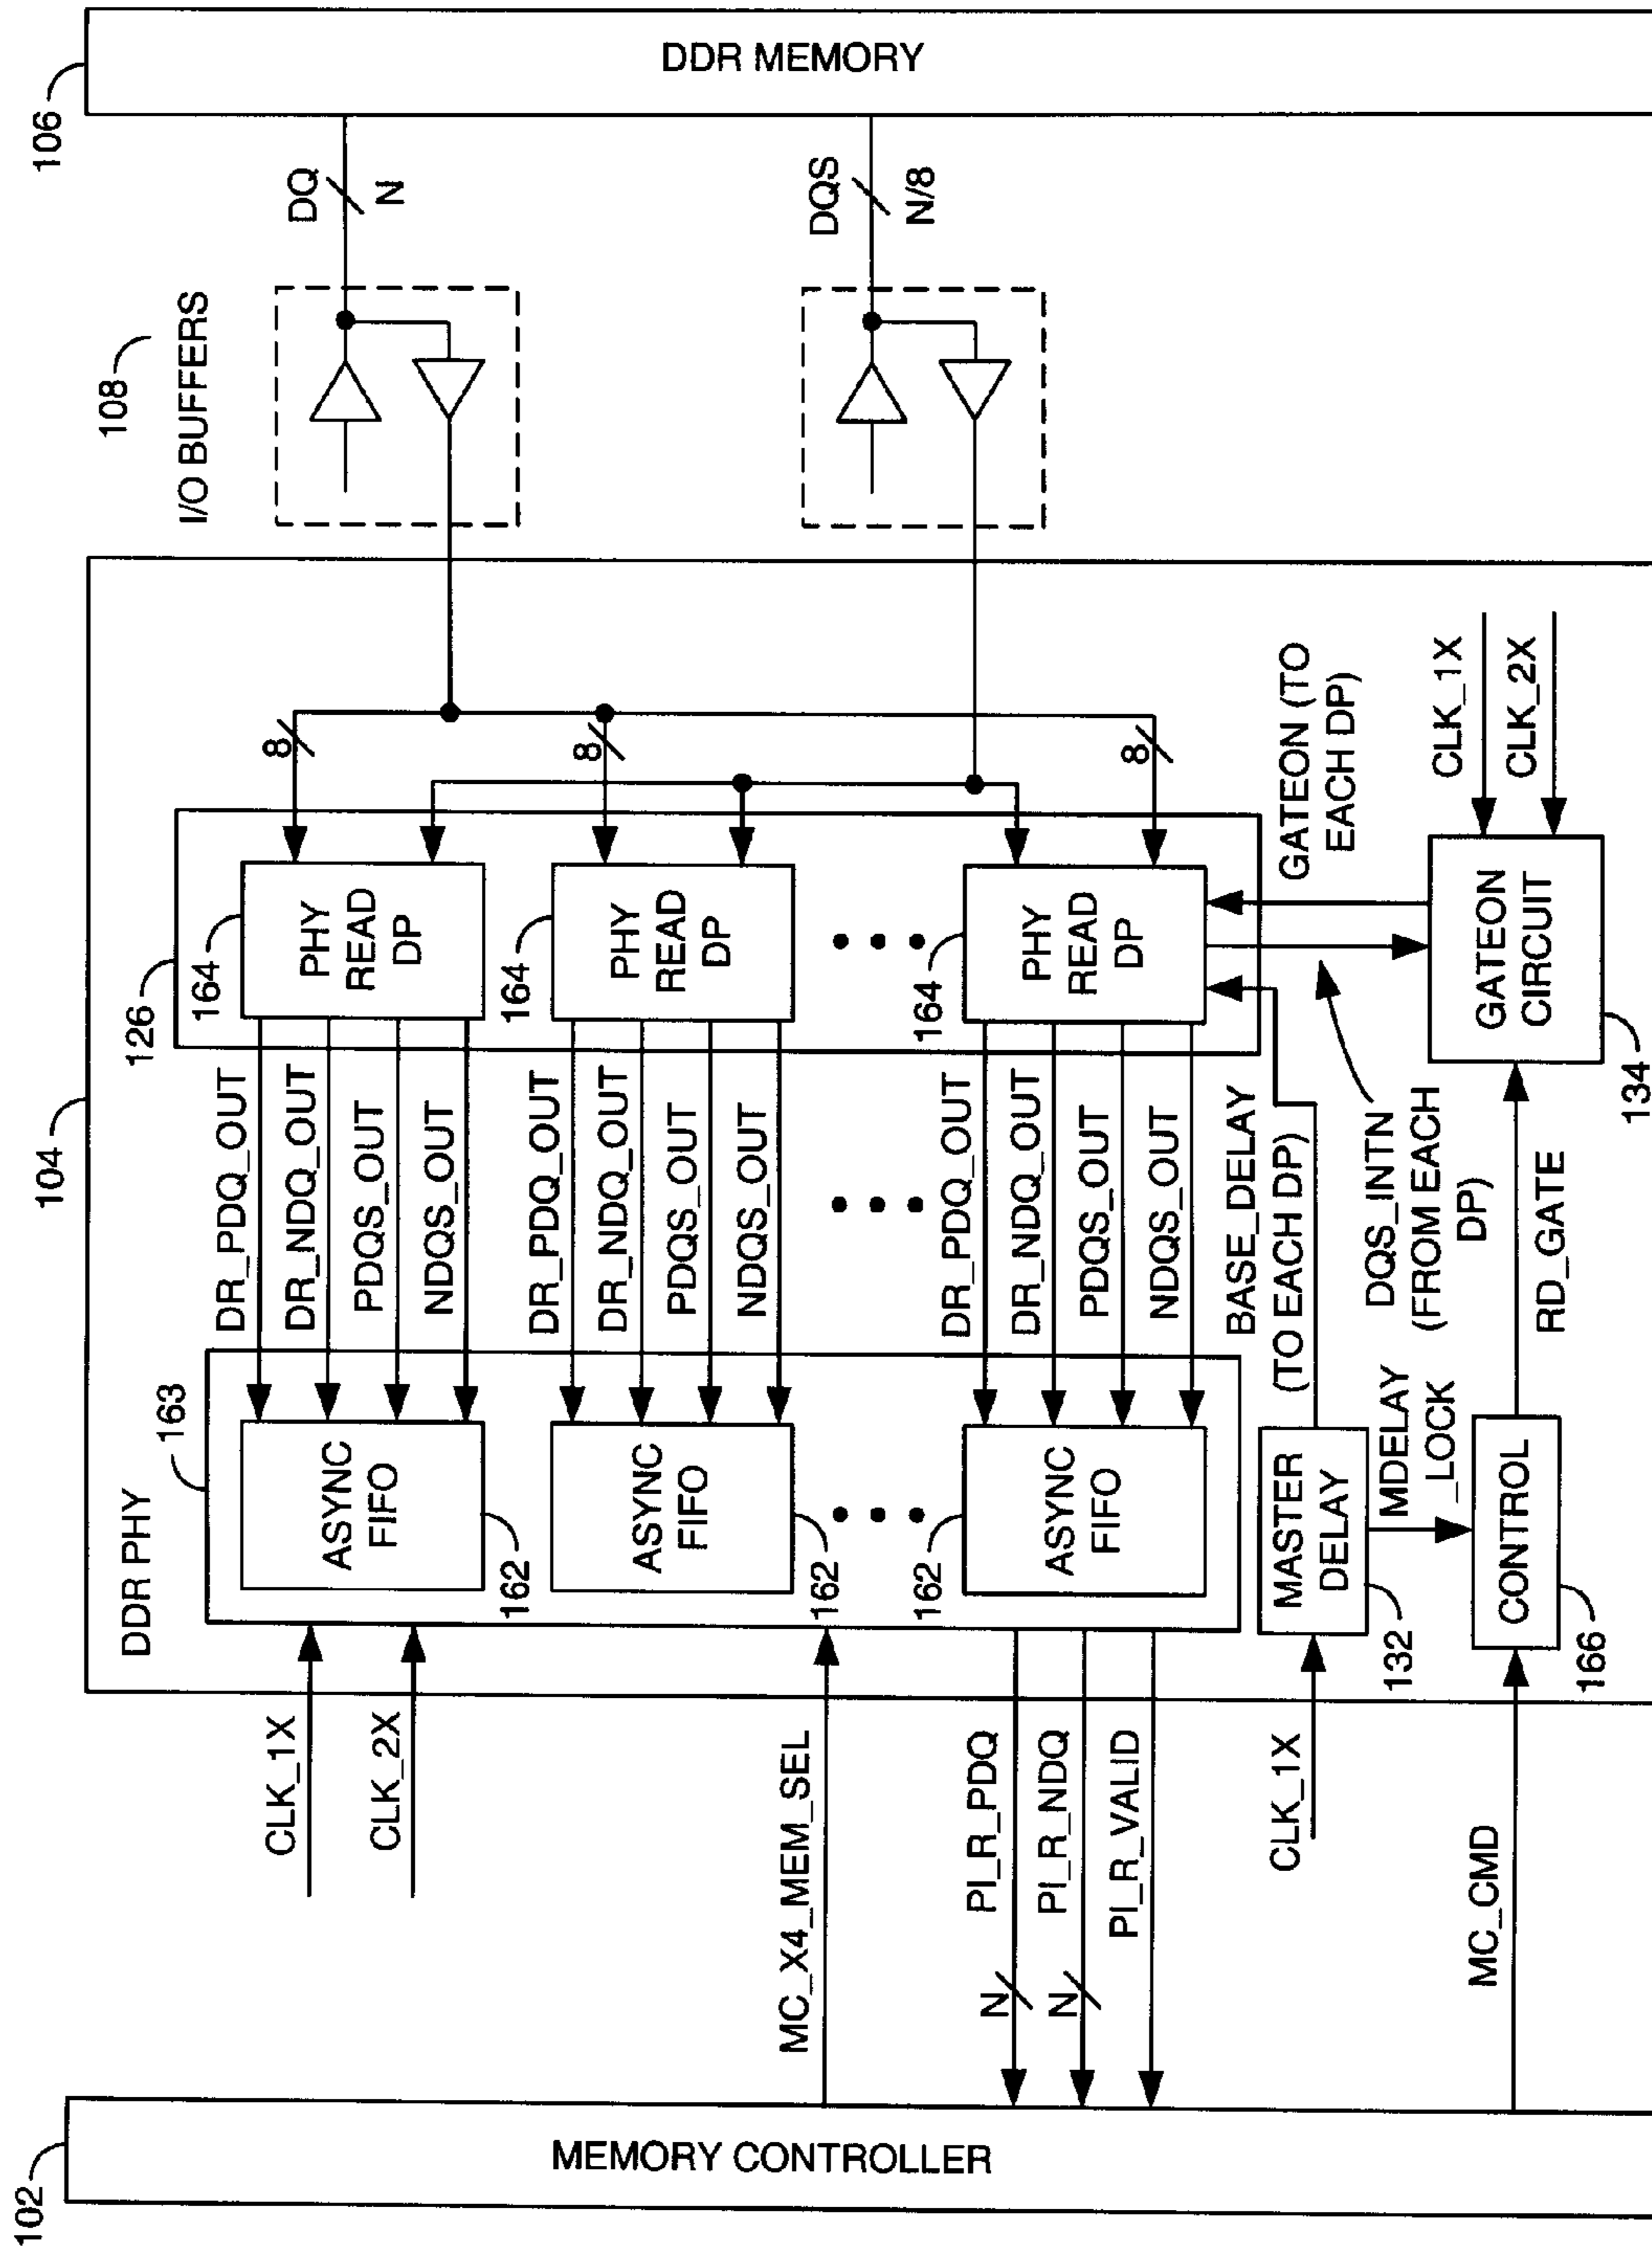 106
DDR MEMORY
DQ
N
DQS
N/8
108
I/O BUFFERS
104
126
8
8
8
164
PHY
READ
DP
164
PHY
READ
DP
164
PHY
READ
DP
GATEON (TO
EACH DP)
CLK_1X
CLK_2X
GATEON
CIRCUIT
134
DR_PDQ_OUT
DR_NDQ_OUT
PDQS_OUT
NDQS_OUT
DR_PDQ_OUT
DR_NDQ_OUT
PDQS_OUT
NDQS_OUT
DR_PDQ_OUT
DR_NDQ_OUT
PDQS_OUT
NDQS_OUT
BASE_DELAY
(TO EACH DP)
DQS_INTN
(FROM EACH
DP)
RD_GATE
DDR PHY
163
ASYNC
FIFO
162
ASYNC
FIFO
162
ASYNC
FIFO
162
MASTER
DELAY
132
MDELAY
_LOCK
CONTROL
166
CLK_1X
CLK_2X
MC_X4_MEM_SEL
PI_R_PDQ
N
PI_R_NDQ
N
PI_R_VALID
CLK_1X
MC_CMD
102
MEMORY CONTROLLER